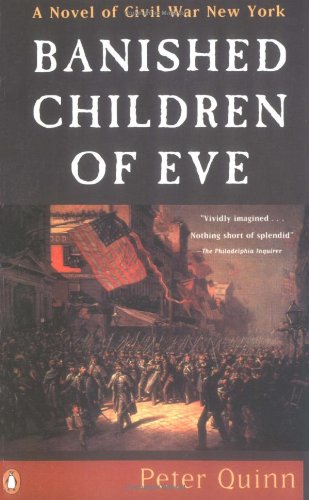 A Novel of Civil War New York
BANISHED
CHILDREN
OF EVE
"Vividly imagined . . .
Nothing short of splendid"
—The Philadelphia Inquirer
Peter Quinn